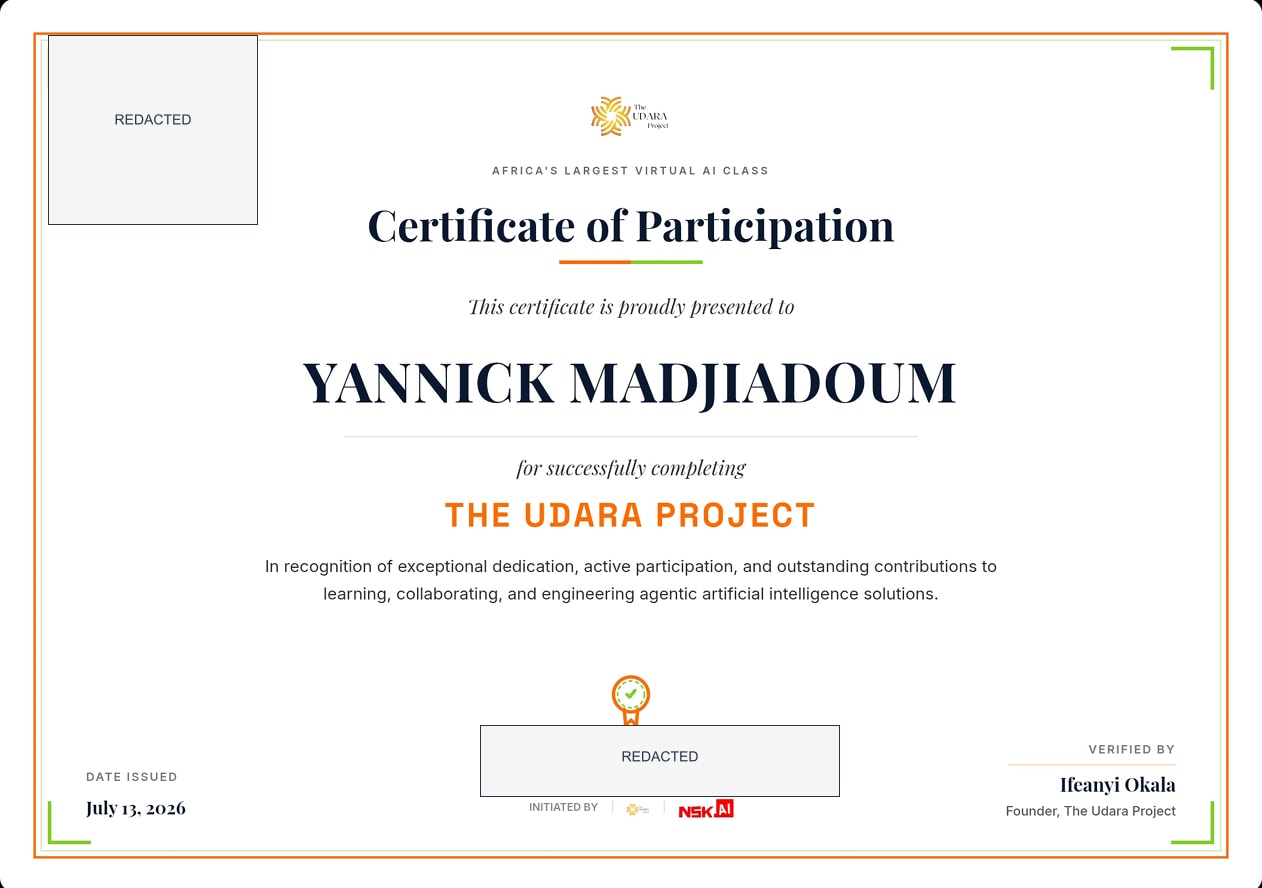 REDACTED
The
UDARA
Project
AFRICA'S LARGEST VIRTUAL AI CLASS
Certificate of Participation
This certificate is proudly presented to
YANNICK MADJIADOUM
for successfully completing
THE UDARA PROJECT
In recognition of exceptional dedication, active participation, and outstanding contributions to
learning, collaborating, and engineering agentic artificial intelligence solutions.
REDACTED
DATE ISSUED
July 13, 2026
INITIATED BY
NSK AI
VERIFIED BY
Ifeanyi Okala
Founder, The Udara Project